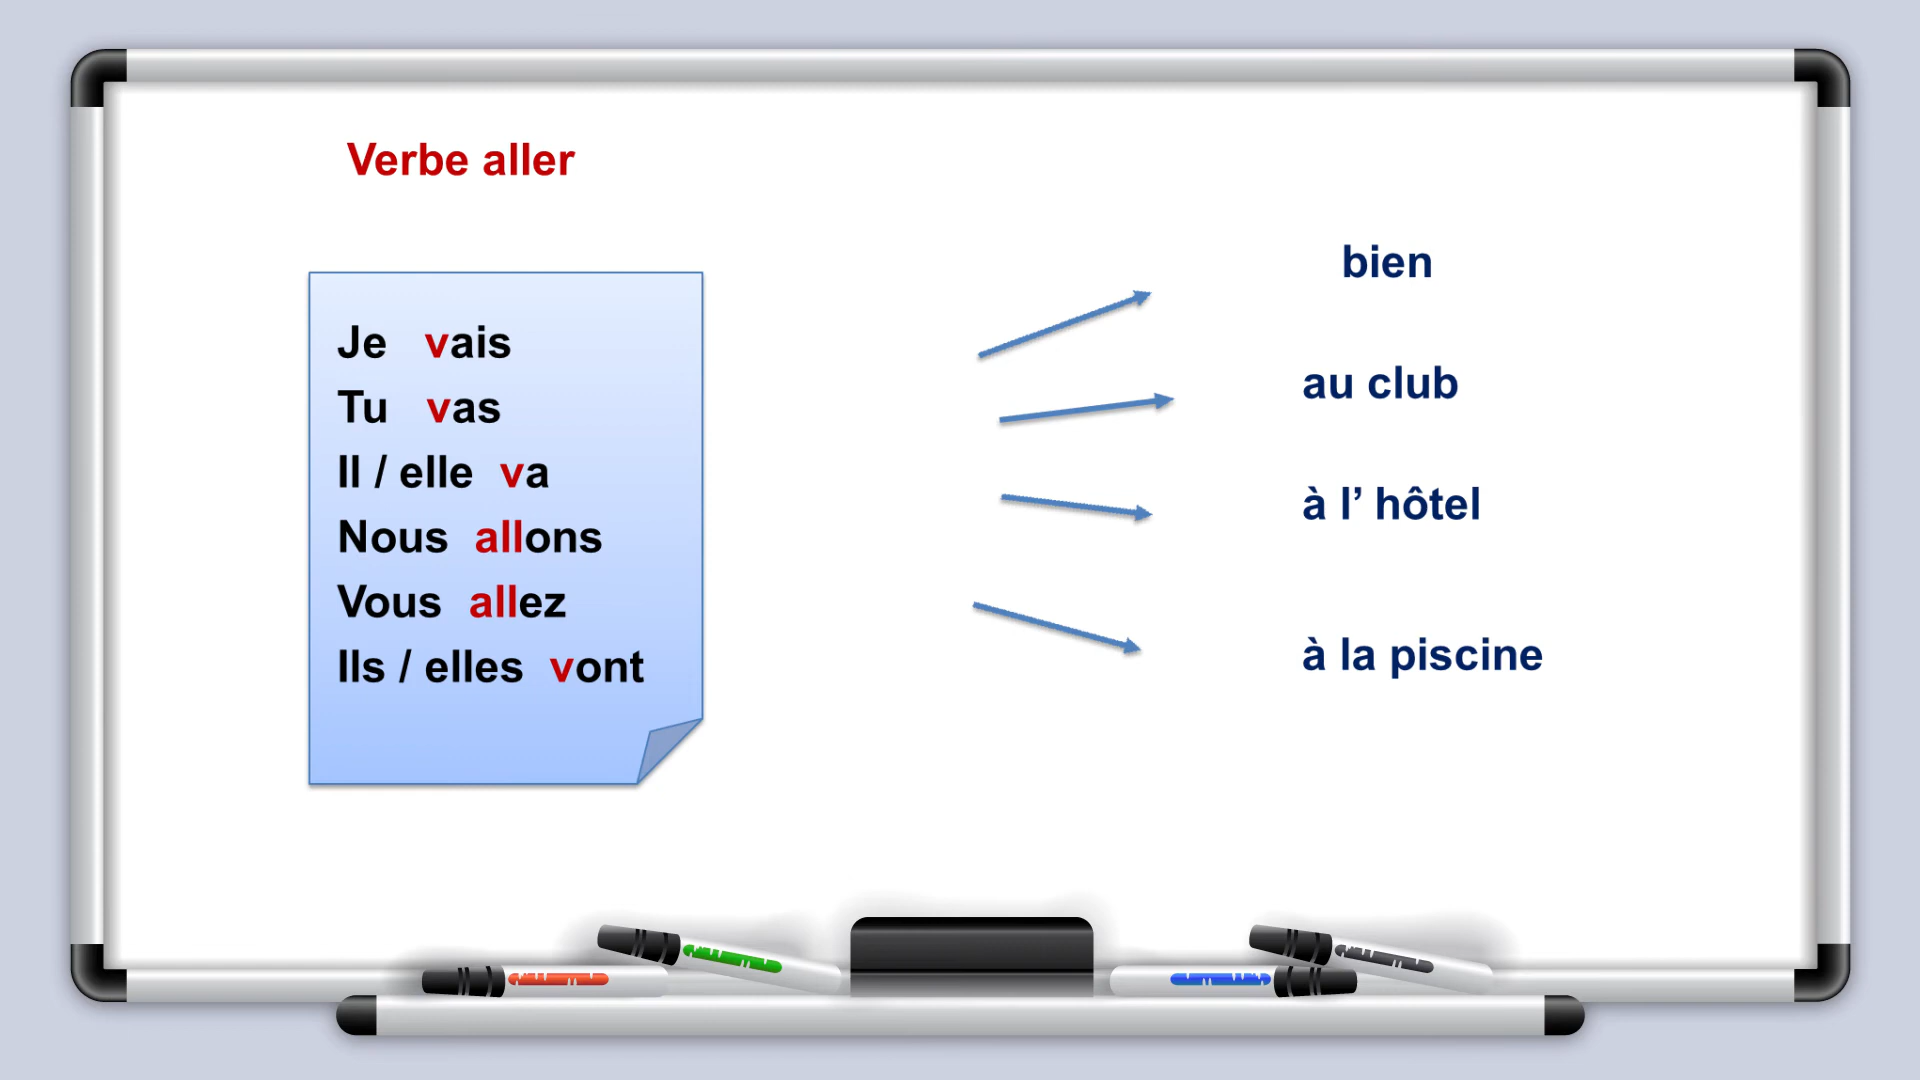 Verbe aller
Je vais
Tu vas
Il / elle va
Nous allons
Vous allez
Ils / elles vont
bien
au club
à l’ hôtel
à la piscine